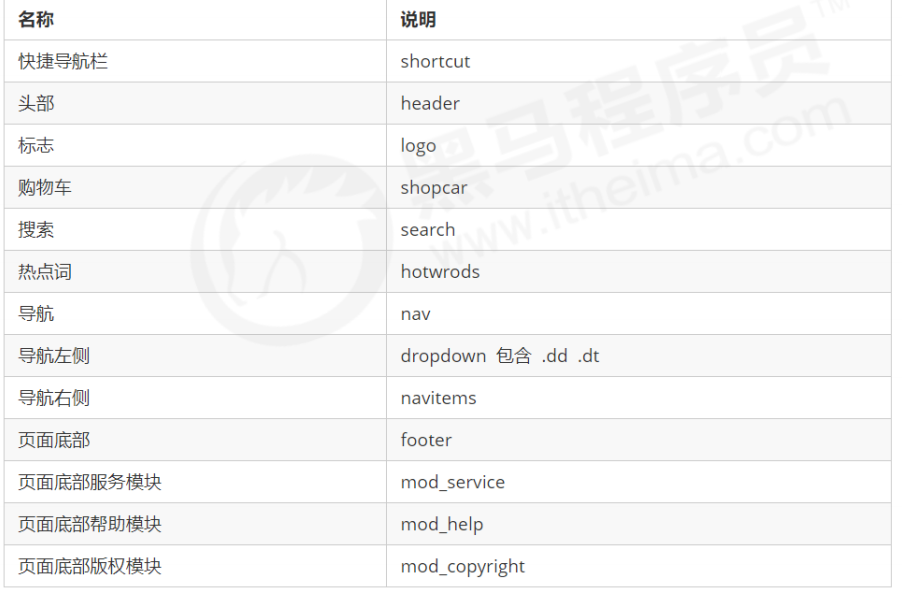 名称 说明
快捷导航栏 shortcut
头部 header
标志 logo
购物车 shopcar
搜索 search
热点词 hotwrods
导航 nav
导航左侧 dropdown 包含 .dd .dt
导航右侧 navitems
页面底部 footer
页面底部服务模块 mod_service
页面底部帮助模块 mod_help
页面底部版权模块 mod_copyright
黑马程序员™
www.itheima.com